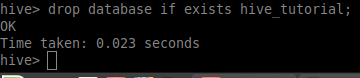 hive> drop database if exists hive_tutorial;
OK
Time taken: 0.023 seconds
hive>